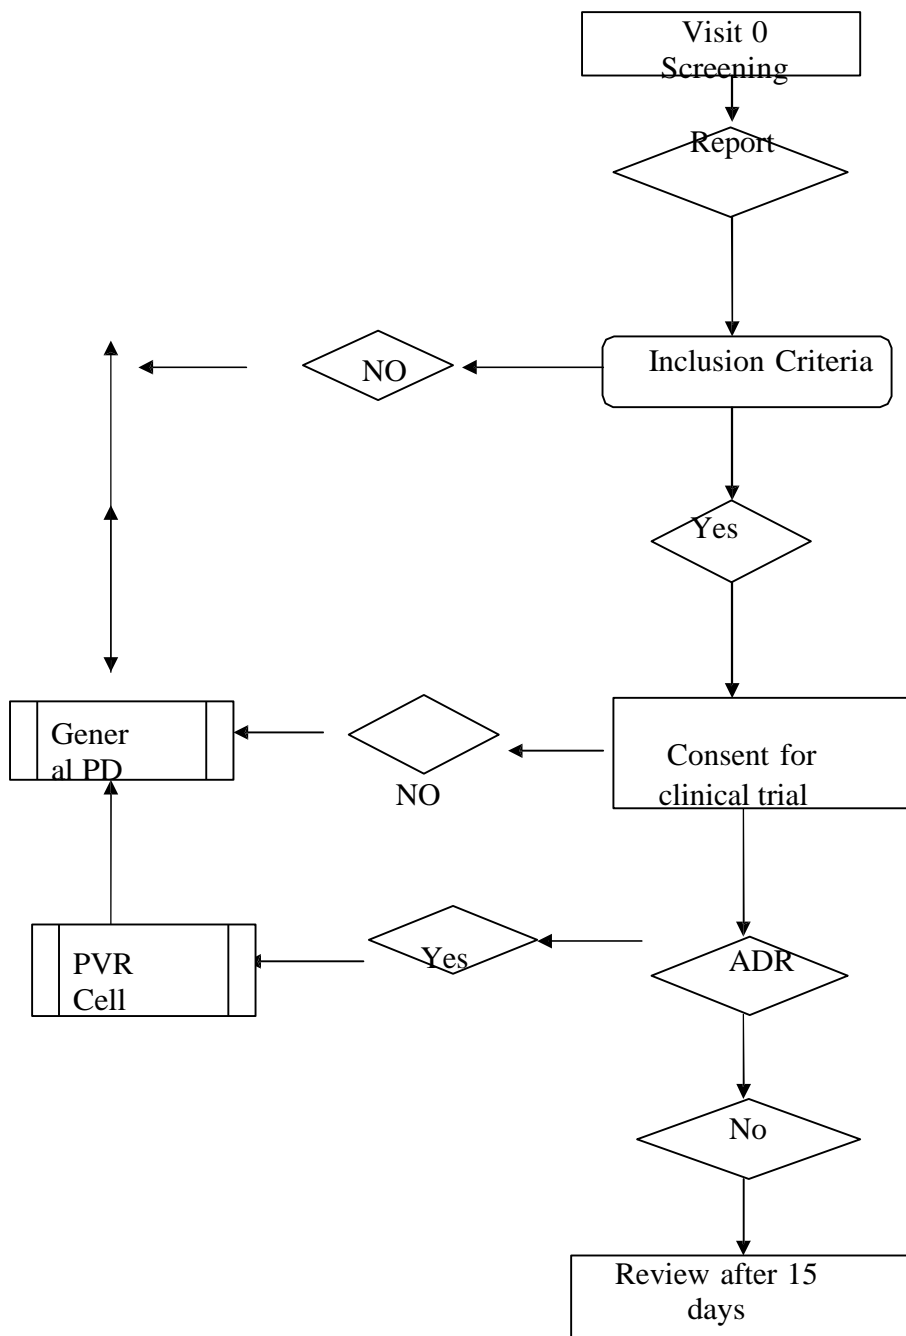 Visit 0
Screening
Report
NO
Inclusion Criteria
Yes
Gener
al PD
NO
Consent for
clinical trial
PVR
Cell
Yes
ADR
No
Review after 15
days